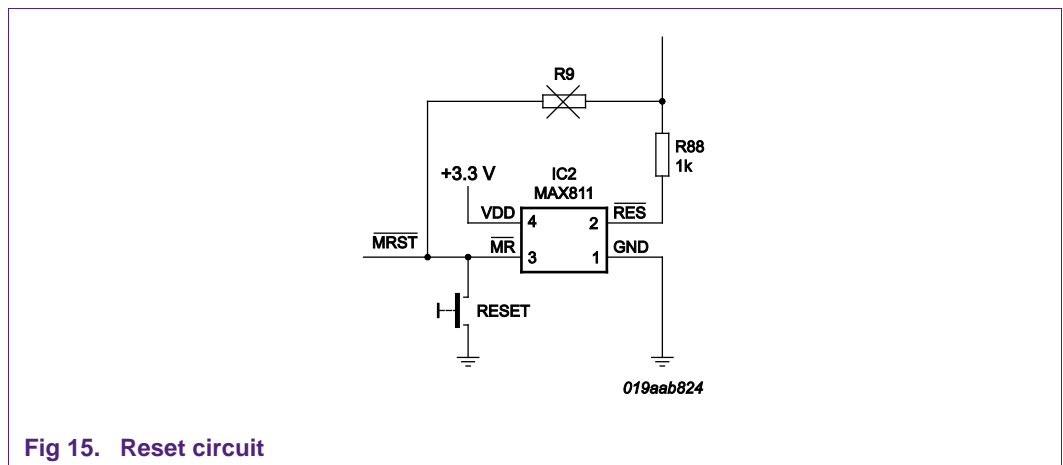 R9
R88
1k
+3.3 V
IC2
MAX811
VDD
4
2
RES
MRST
MR
3
1
GND
RESET
019aab824
Fig 15. Reset circuit